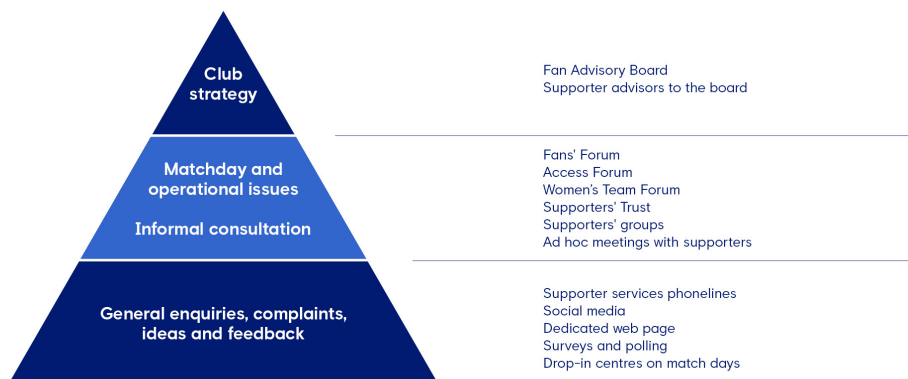 Club
strategy
Fan Advisory Board
Supporter advisors to the board
Matchday and
operational issues
Informal consultation
Fans' Forum
Access Forum
Women's Team Forum
Supporters' Trust
Supporters' groups
Ad hoc meetings with supporters
General enquiries, complaints,
ideas and feedback
Supporter services phonelines
Social media
Dedicated web page
Surveys and polling
Drop-in centres on match days